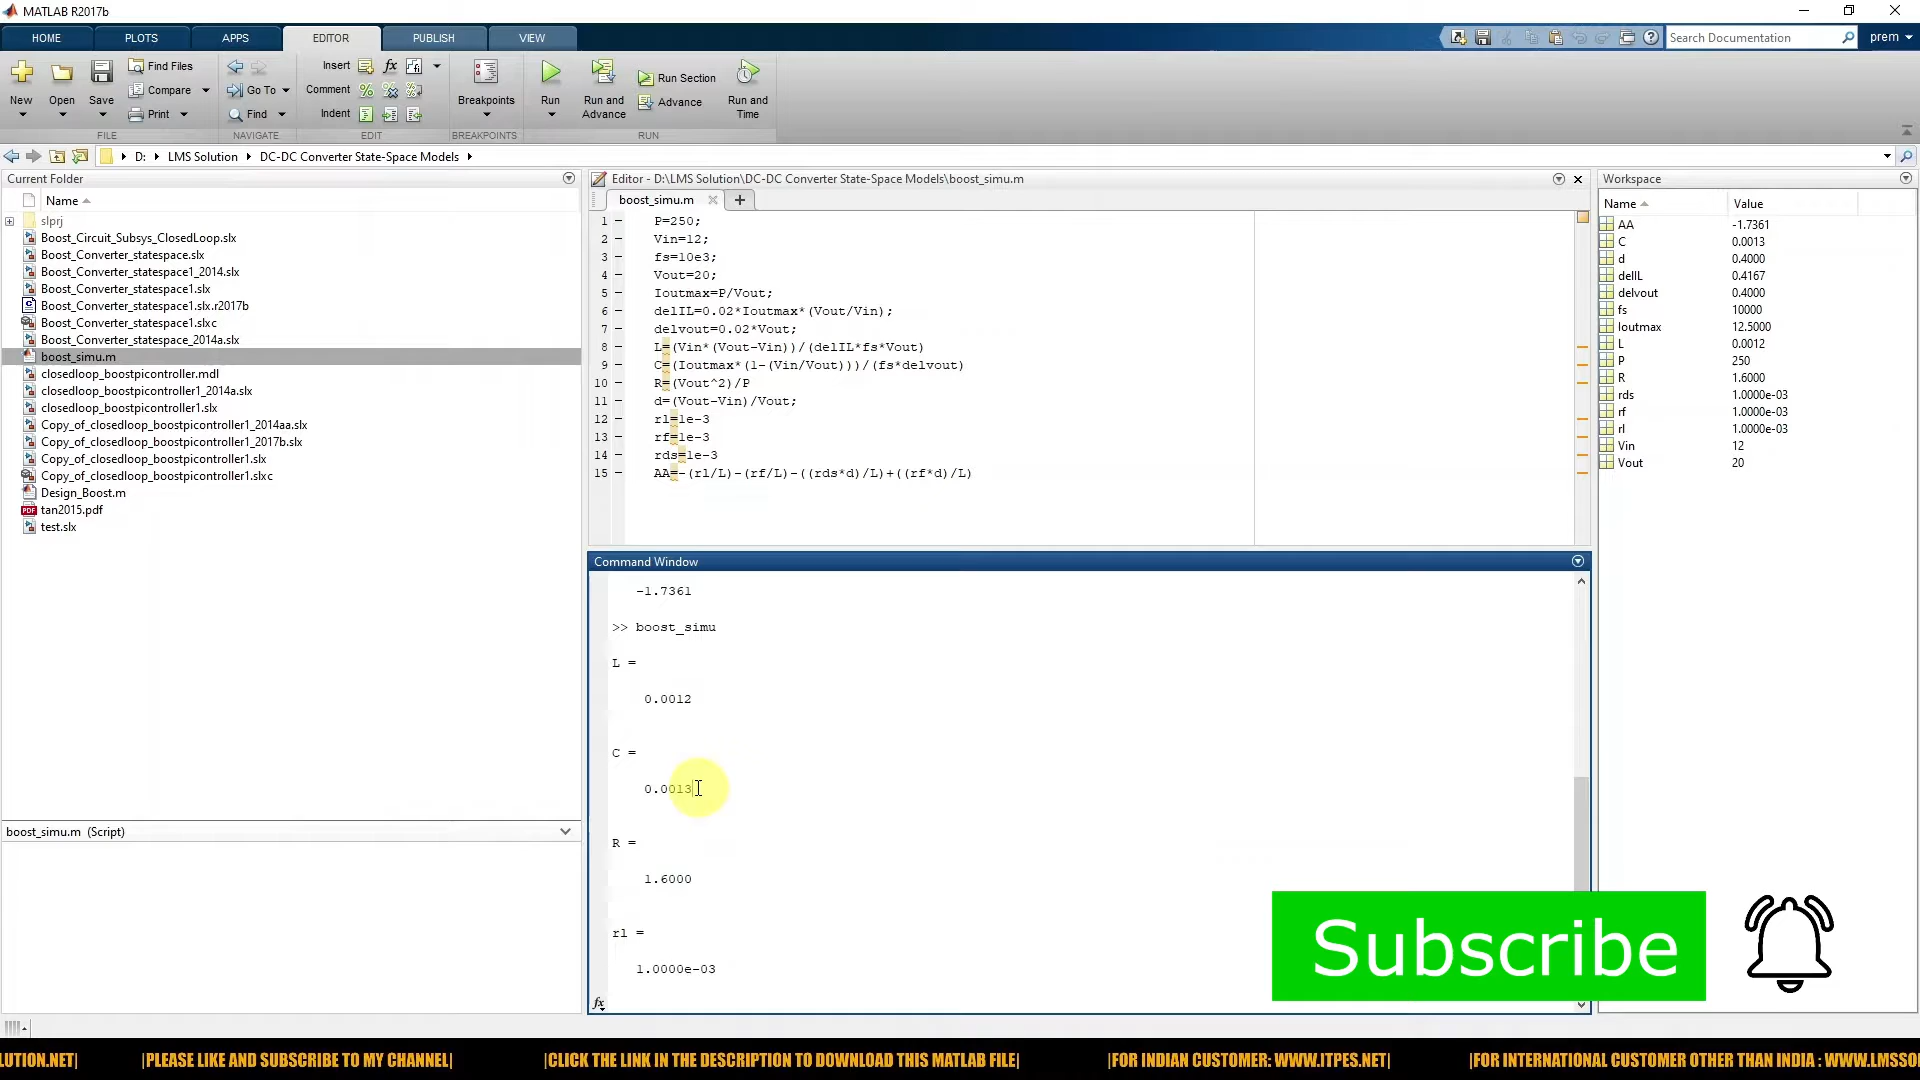 MATLAB R2017b
HOME PLOTS APPS EDITOR PUBLISH VIEW
Search Documentation prem
New Open Save Find Files Compare Print
Go To Find
Insert fx
Comment
Indent
Breakpoints Run Run and Advance Run Section Advance Run and Time
FILE NAVIGATE EDIT BREAKPOINTS RUN
D: LMS Solution DC-DC Converter State-Space Models
Current Folder
Name
slprj
Boost_Circuit_Subsys_ClosedLoop.slx
Boost_Converter_statespace.slx
Boost_Converter_statespace1_2014.slx
Boost_Converter_statespace1.slx
Boost_Converter_statespace1.slx.r2017b
Boost_Converter_statespace1.slxc
Boost_Converter_statespace_2014a.slx
boost_simu.m
closedloop_boostpicontroller.mdl
closedloop_boostpicontroller1_2014a.slx
closedloop_boostpicontroller1.slx
Copy_of_closedloop_boostpicontroller1_2014aa.slx
Copy_of_closedloop_boostpicontroller1_2017b.slx
Copy_of_closedloop_boostpicontroller1.slx
Copy_of_closedloop_boostpicontroller1.slxc
Design_Boost.m
PDF tan2015.pdf
test.slx
boost_simu.m (Script)
Editor - D:\LMS Solution\DC-DC Converter State-Space Models\boost_simu.m
boost_simu.m
1 – P=250;
2 – Vin=12;
3 – fs=10e3;
4 – Vout=20;
5 – Ioutmax=P/Vout;
6 – delIL=0.02*Ioutmax*(Vout/Vin);
7 – delvout=0.02*Vout;
8 – L=(Vin*(Vout-Vin))/(delIL*fs*Vout)
9 – C=(Ioutmax*(1-(Vin/Vout)))/(fs*delvout)
10 – R=(Vout^2)/P
11 – d=(Vout-Vin)/Vout;
12 – rl=1e-3
13 – rf=1e-3
14 – rds=1e-3
15 – AA=-(rl/L)-(rf/L)-((rds*d)/L)+((rf*d)/L)
Command Window
-1.7361
>> boost_simu
L =
0.0012
C =
0.0013
R =
1.6000
rl =
1.0000e-03
fx
Workspace
Name Value
AA -1.7361
C 0.0013
d 0.4000
delIL 0.4167
delvout 0.4000
fs 10000
Ioutmax 12.5000
L 0.0012
P 250
R 1.6000
rds 1.0000e-03
rf 1.0000e-03
rl 1.0000e-03
Vin 12
Vout 20
Subscribe
LUTION.NET| |PLEASE LIKE AND SUBSCRIBE TO MY CHANNEL| |CLICK THE LINK IN THE DESCRIPTION TO DOWNLOAD THIS MATLAB FILE| |FOR INDIAN CUSTOMER: WWW.ITPES.NET| |FOR INTERNATIONAL CUSTOMER OTHER THAN INDIA : WWW.LMSSO